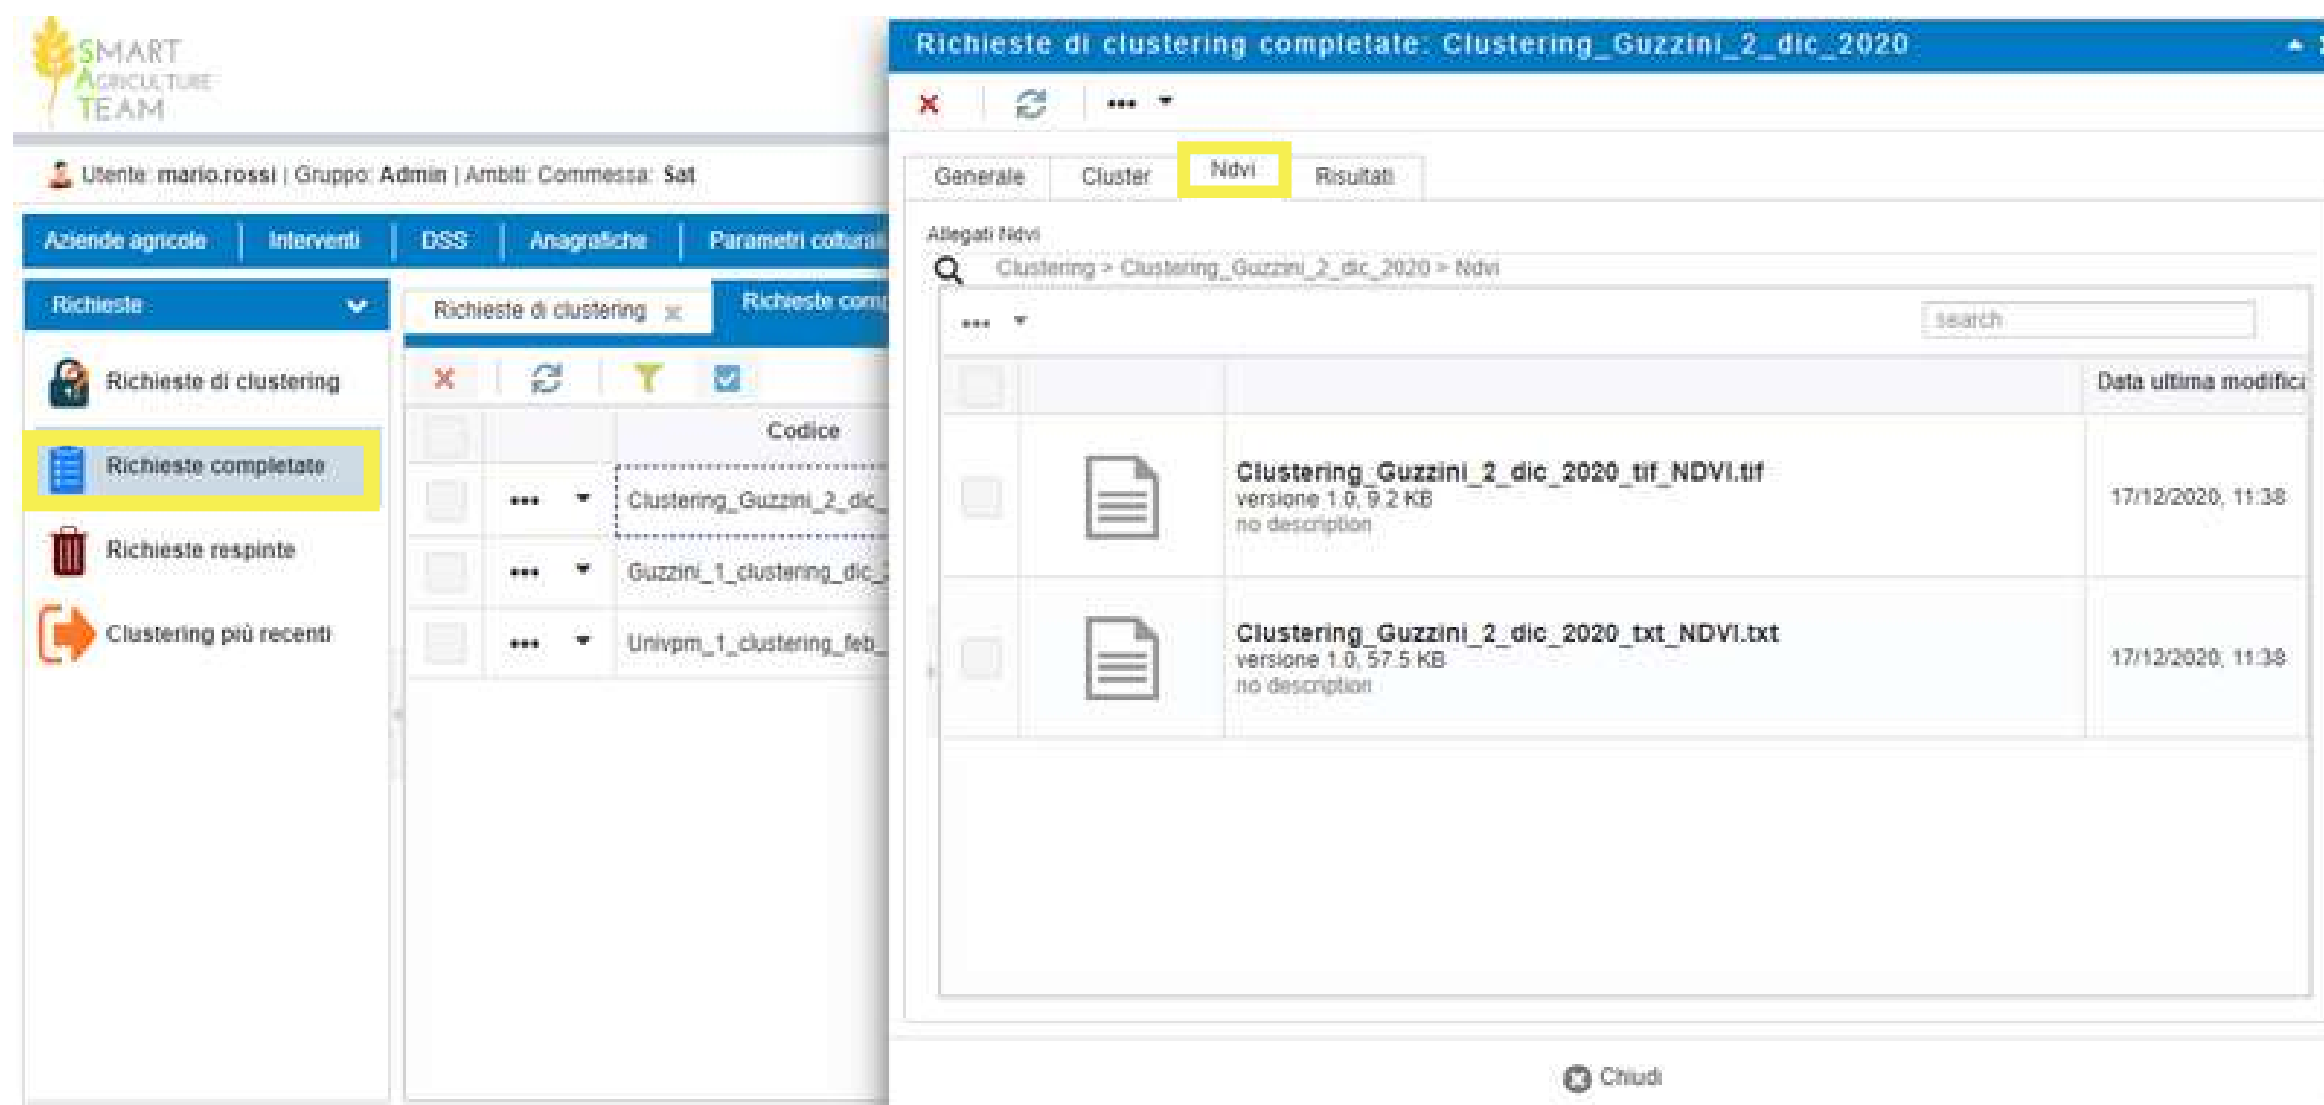 SMART
AGRICULTURE
TEAM
Utente: mario.rossi | Gruppo: Admin | Ambiti: Commessa: Sat
Aziende agricole
Interventi
DSS
Anagrafiche
Parametri colturali
Richieste
Richieste di clustering
Richieste completate
Richieste respinte
Clustering più recenti
Richieste di clustering x
Richieste comp
Codice
••• Clustering_Guzzini_2_dic_
••• Guzzini_1_clustering_dic_
••• Univpm_1_clustering_feb_
Richieste di clustering completate: Clustering_Guzzini_2_dic_2020
•••
Generale
Cluster
Ndvi
Risultati
Allegati Ndvi
Clustering > Clustering_Guzzini_2_dic_2020 > Ndvi
•••
search
Data ultima modifica
Clustering_Guzzini_2_dic_2020_tif_NDVI.tif
versione 1.0, 9.2 KB
no description
17/12/2020, 11:38
Clustering_Guzzini_2_dic_2020_txt_NDVI.txt
versione 1.0, 57.5 KB
no description
17/12/2020, 11:38
Chiudi